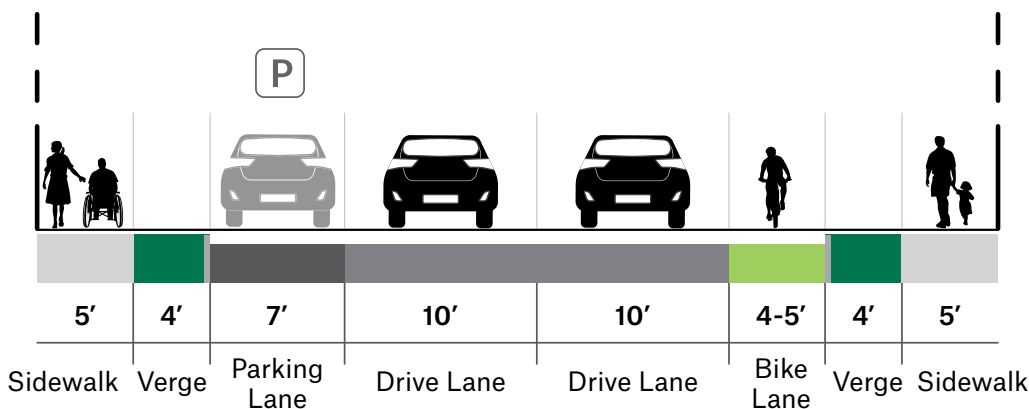 P
5′ 4′ 7′ 10′ 10′ 4-5′ 4′ 5′
Sidewalk Verge Parking Lane Drive Lane Drive Lane Bike Lane Verge Sidewalk